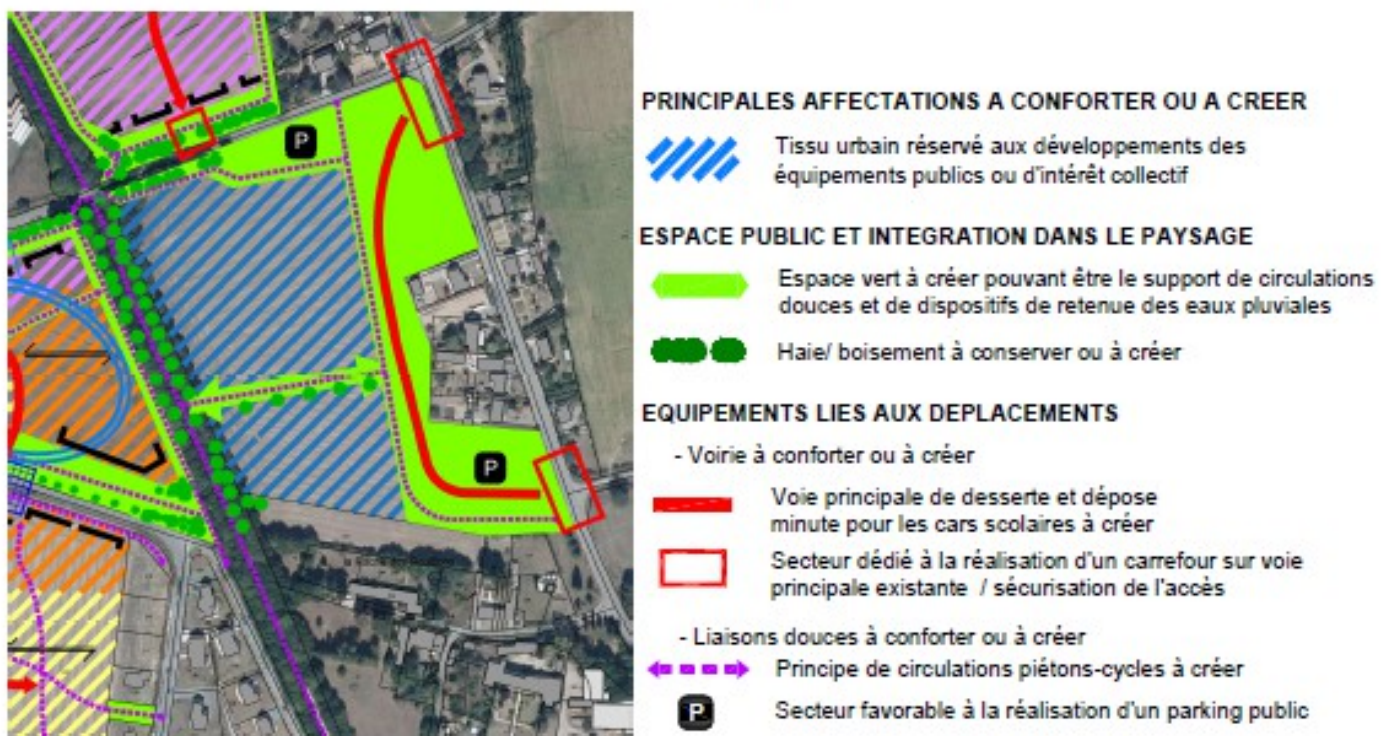 P
P
PRINCIPALES AFFECTATIONS A CONFORTER OU A CREER
Tissu urbain réservé aux développements des
équipements publics ou d'intérêt collectif
ESPACE PUBLIC ET INTEGRATION DANS LE PAYSAGE
Espace vert à créer pouvant être le support de circulations
douces et de dispositifs de retenue des eaux pluviales
Haie/ boisement à conserver ou à créer
EQUIPEMENTS LIES AUX DEPLACEMENTS
- Voirie à conforter ou à créer
Voie principale de desserte et dépose
minute pour les cars scolaires à créer
Secteur dédié à la réalisation d'un carrefour sur voie
principale existante / sécurisation de l'accès
- Liaisons douces à conforter ou à créer
Principe de circulations piétons-cycles à créer
P Secteur favorable à la réalisation d'un parking public